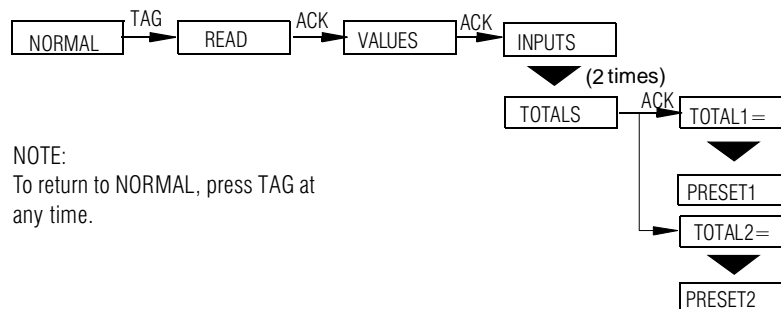 TAG
ACK
ACK
NORMAL
READ
VALUES
INPUTS
(2 times)
ACK
TOTALS
TOTAL1=
NOTE:
To return to NORMAL, press TAG at
any time.
PRESET1
TOTAL2=
PRESET2